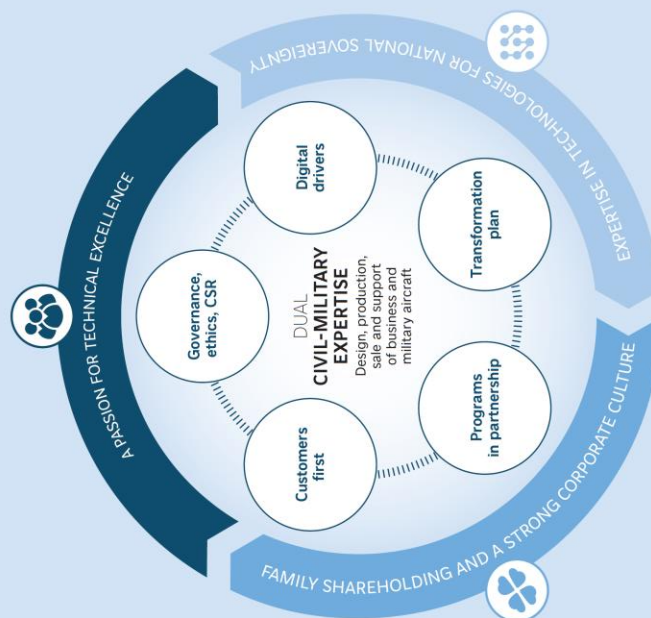 A PASSION FOR TECHNICAL EXCELLENCE
EXPERTISE IN TECHNOLOGIES FOR NATIONAL SOVEREIGNTY
FAMILY SHAREHOLDING AND A STRONG CORPORATE CULTURE
Governance,
ethics, CSR
Digital
drivers
Transformation
plan
Programs
in partnership
Customers
first
DUAL
CIVIL-MILITARY
EXPERTISE
Design, production,
sale and support
of business and
military aircraft